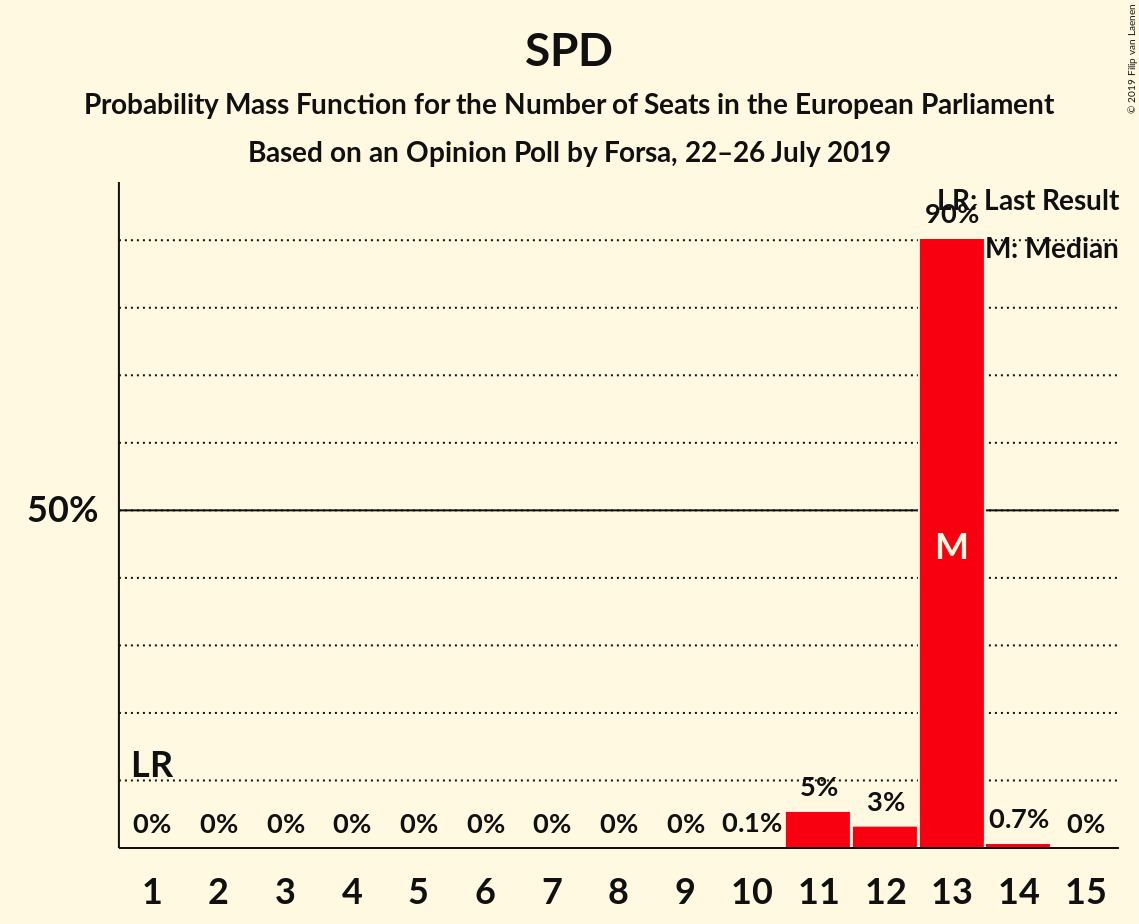 SPD
Probability Mass Function for the Number of Seats in the European Parliament
Based on an Opinion Poll by Forsa, 22–26 July 2019
© 2019 Filip van Laenen
LR: Last Result
M: Median
90%
50%
M
LR
0% 0% 0% 0% 0% 0% 0% 0% 0% 0.1% 5% 3% 0.7% 0%
1 2 3 4 5 6 7 8 9 10 11 12 13 14 15